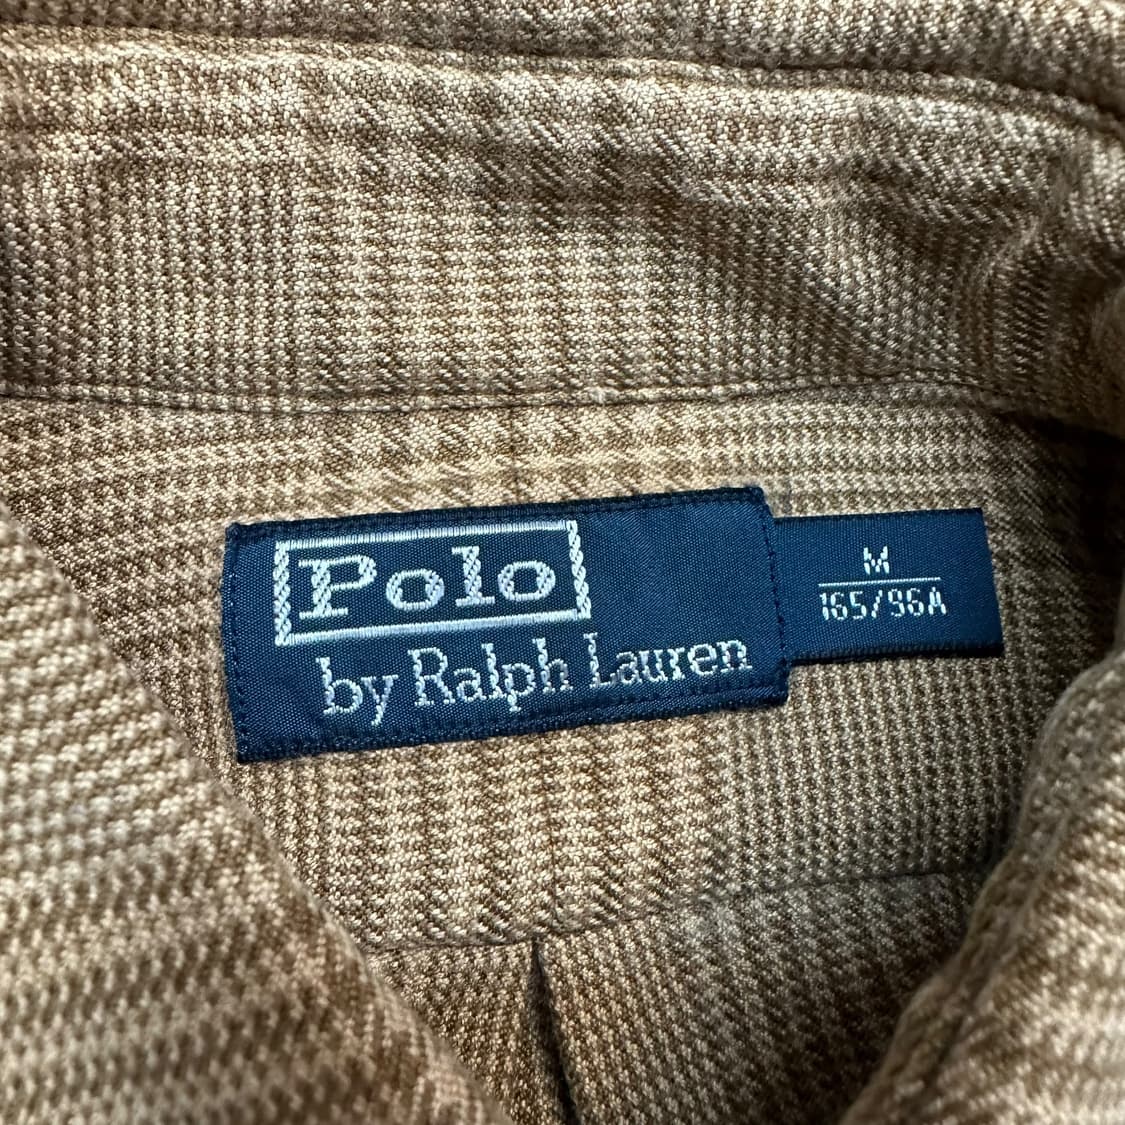 Polo
by Ralph Lauren
M
165/96A